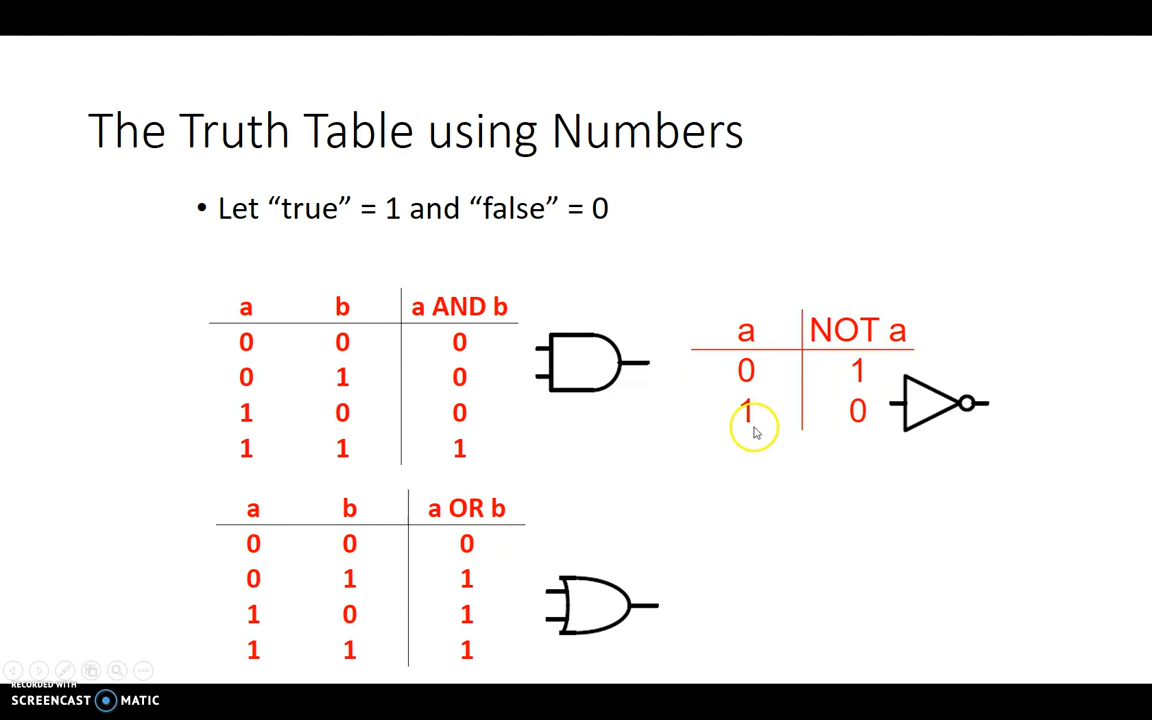 The Truth Table using Numbers
• Let “true” = 1 and “false” = 0
a b a AND b
0 0 0
0 1 0
1 0 0
1 1 1
a NOT a
0 1
1 0
a b a OR b
0 0 0
0 1 1
1 0 1
1 1 1
RECORDED WITH
SCREENCAST MATIC